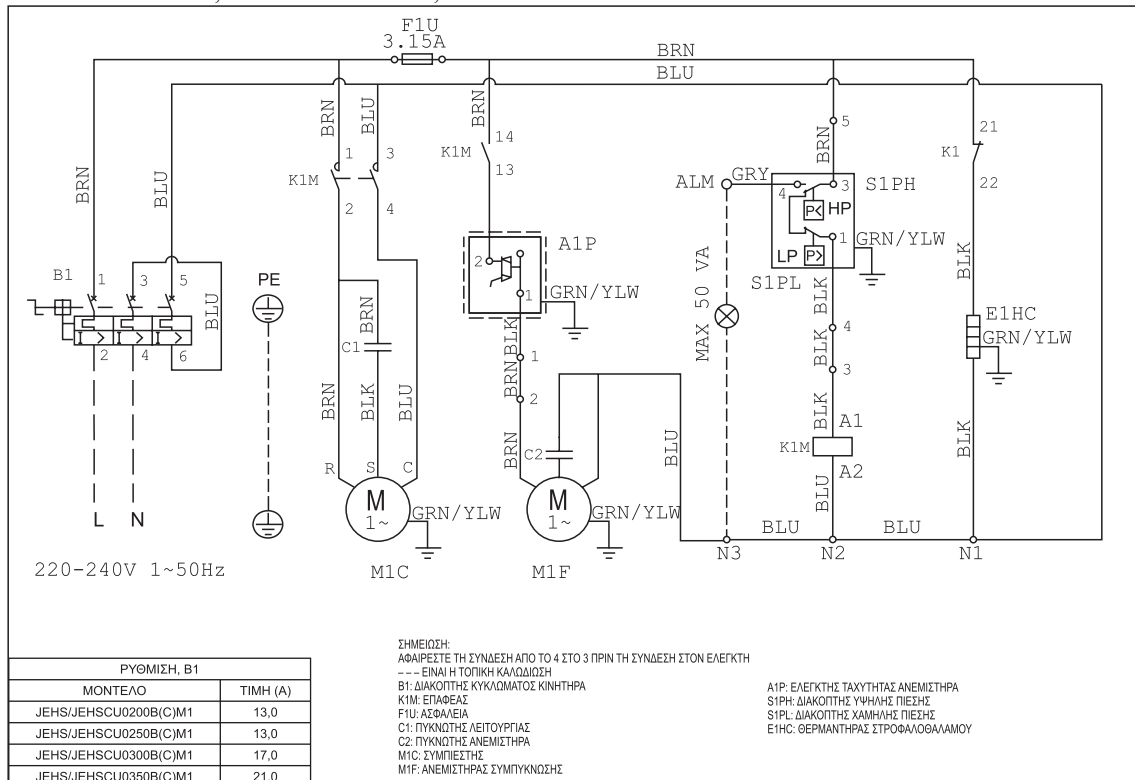 F1U
3.15A
BRN
BLU
BRN
BLU
BRN
BLU
BRN
K1M
1
3
2
4
K1M
14
13
5
BRN
K1
21
22
ALM
GRY
4
3
S1PH
P<
HP
LP
P>
1
GRN/YLW
S1PL
A1P
2
1
GRN/YLW
B1
1
3
5
2
4
6
BLU
PE
L
N
220-240V 1~50Hz
BRN
C1
BRN
BLK
BLU
R
S
C
M
1~
GRN/YLW
M1C
BLK
1
BRN
2
BRN
C2
M
1~
GRN/YLW
M1F
BLU
MAX 50 VA
BLK
4
BLK
3
BLK
A1
K1M
A2
BLU
BLK
E1HC
GRN/YLW
BLK
BLU
BLU
N3
N2
N1
ΣΗΜΕΙΩΣΗ:
ΑΦΑΙΡΕΣΤΕ ΤΗ ΣΥΝΔΕΣΗ ΑΠΟ ΤΟ 4 ΣΤΟ 3 ΠΡΙΝ ΤΗ ΣΥΝΔΕΣΗ ΣΤΟΝ ΕΛΕΓΚΤΗ
--- ΕΙΝΑΙ Η ΤΟΠΙΚΗ ΚΑΛΩΔΙΩΣΗ
B1: ΔΙΑΚΟΠΤΗΣ ΚΥΚΛΩΜΑΤΟΣ ΚΙΝΗΤΗΡΑ
K1M: ΕΠΑΦΕΑΣ
F1U: ΑΣΦΑΛΕΙΑ
C1: ΠΥΚΝΩΤΗΣ ΛΕΙΤΟΥΡΓΙΑΣ
C2: ΠΥΚΝΩΤΗΣ ΑΝΕΜΙΣΤΗΡΑ
M1C: ΣΥΜΠΙΕΣΤΗΣ
M1F: ΑΝΕΜΙΣΤΗΡΑΣ ΣΥΜΠΥΚΝΩΣΗΣ
A1P: ΕΛΕΓΚΤΗΣ ΤΑΧΥΤΗΤΑΣ ΑΝΕΜΙΣΤΗΡΑ
S1PH: ΔΙΑΚΟΠΤΗΣ ΥΨΗΛΗΣ ΠΙΕΣΗΣ
S1PL: ΔΙΑΚΟΠΤΗΣ ΧΑΜΗΛΗΣ ΠΙΕΣΗΣ
E1HC: ΘΕΡΜΑΝΤΗΡΑΣ ΣΤΡΟΦΑΛΟΘΑΛΑΜΟΥ
ΡΥΘΜΙΣΗ, B1
ΜΟΝΤΕΛΟ ΤΙΜΗ (A)
JEHS/JEHSCU0200B(C)M1 13,0
JEHS/JEHSCU0250B(C)M1 13,0
JEHS/JEHSCU0300B(C)M1 17,0
JEHS/JEHSCU0350B(C)M1 21,0